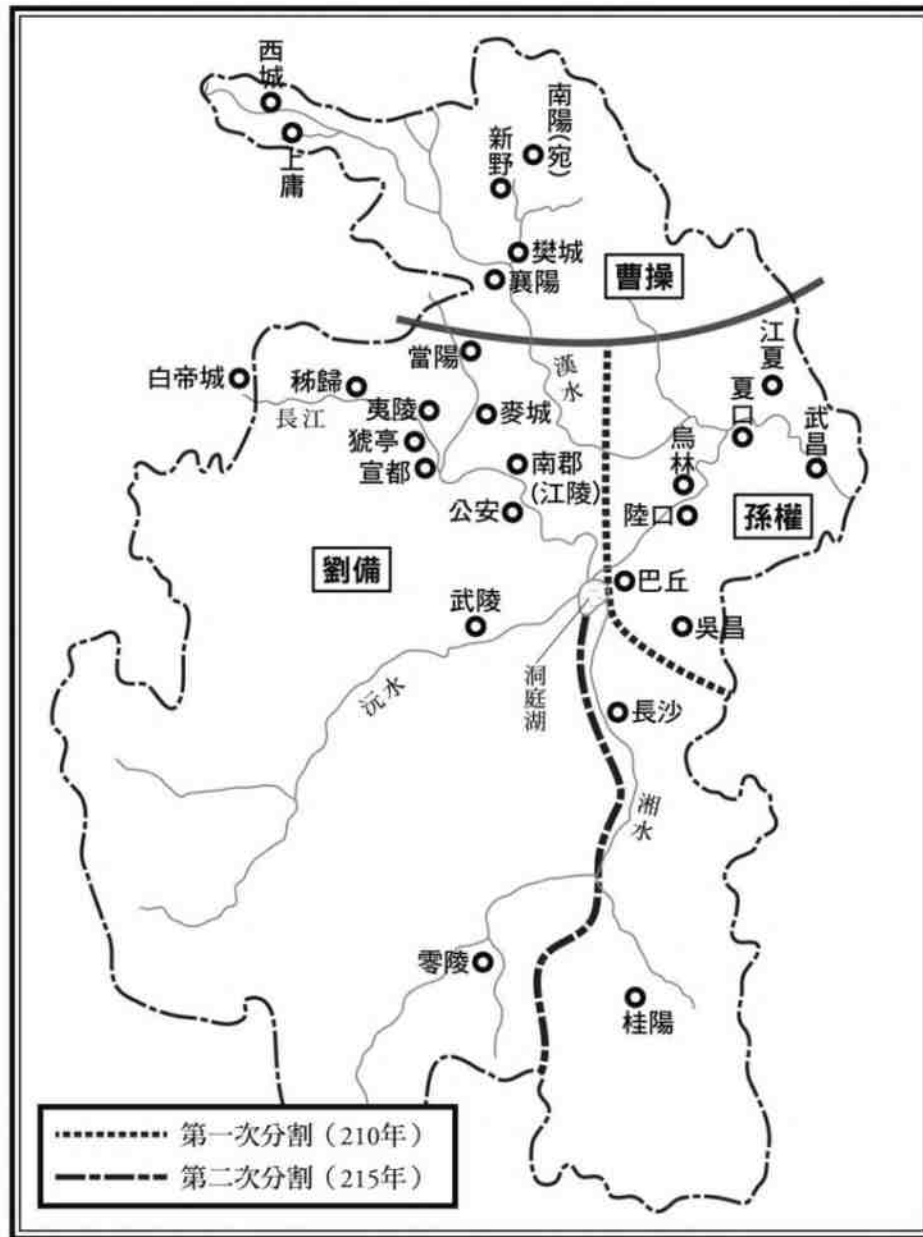 西城
上庸
南陽(宛)
新野
樊城
襄陽
曹操
當陽
漢水
江夏
白帝城
秭歸
長江
夷陵
麥城
夏口
武昌
猇亭
烏林
宣都
南郡
(江陵)
公安
陸口
孫權
劉備
武陵
巴丘
吳昌
沅水
洞庭湖
長沙
湘水
零陵
桂陽
第一次分割(210年)
第二次分割(215年)